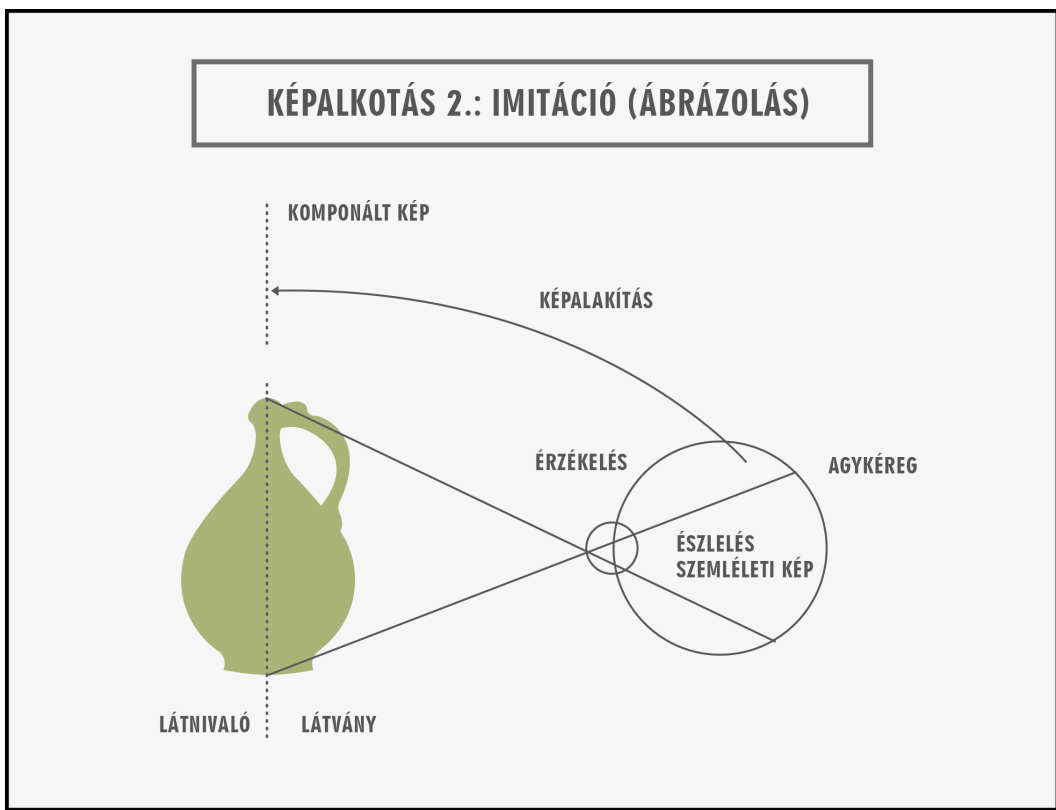 KÉPALKOTÁS 2.: IMITÁCIÓ (ÁBRÁZOLÁS)
KOMPONÁLT KÉP
KÉPALAKÍTÁS
ÉRZÉKELÉS
AGYKÉREG
ÉSZLELÉS
SZEMLÉLETI KÉP
LÁTNIVALÓ
LÁTVÁNY